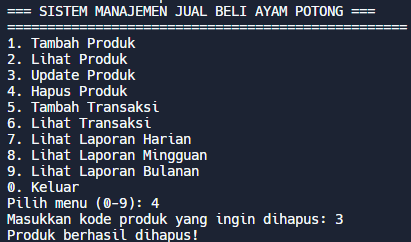 === SISTEM MANAJEMEN JUAL BELI AYAM POTONG ===
==================================================
1. Tambah Produk
2. Lihat Produk
3. Update Produk
4. Hapus Produk
5. Tambah Transaksi
6. Lihat Transaksi
7. Lihat Laporan Harian
8. Lihat Laporan Mingguan
9. Lihat Laporan Bulanan
0. Keluar
Pilih menu (0-9): 4
Masukkan kode produk yang ingin dihapus: 3
Produk berhasil dihapus!